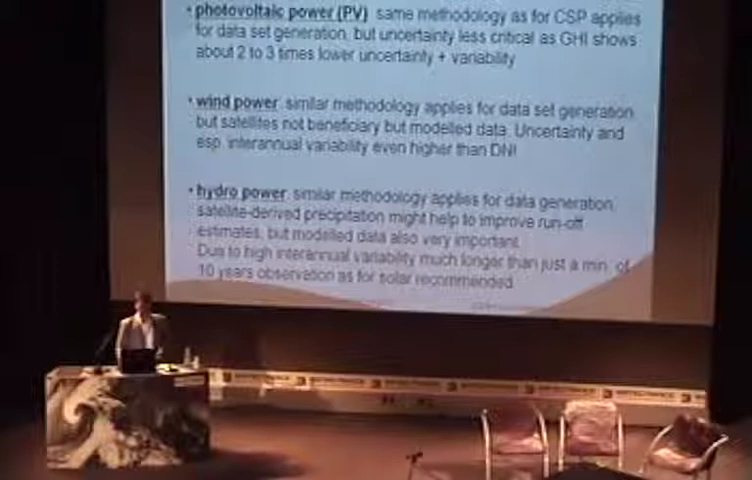 • photovoltaic power (PV) same methodology as for CSP applies
for data set generation, but uncertainty less critical as GHI shows
about 2 to 3 times lower uncertainty + variability
• wind power: similar methodology applies for data set generation
but satellites not beneficiary but modelled data. Uncertainty and
esp. interannual variability even higher than DNI
• hydro power: similar methodology applies for data generation,
satellite-derived precipitation might help to improve run-off
estimates, but modelled data also very important.
Due to high interannual variability much longer than just a min. of
10 years observation as for solar recommended.